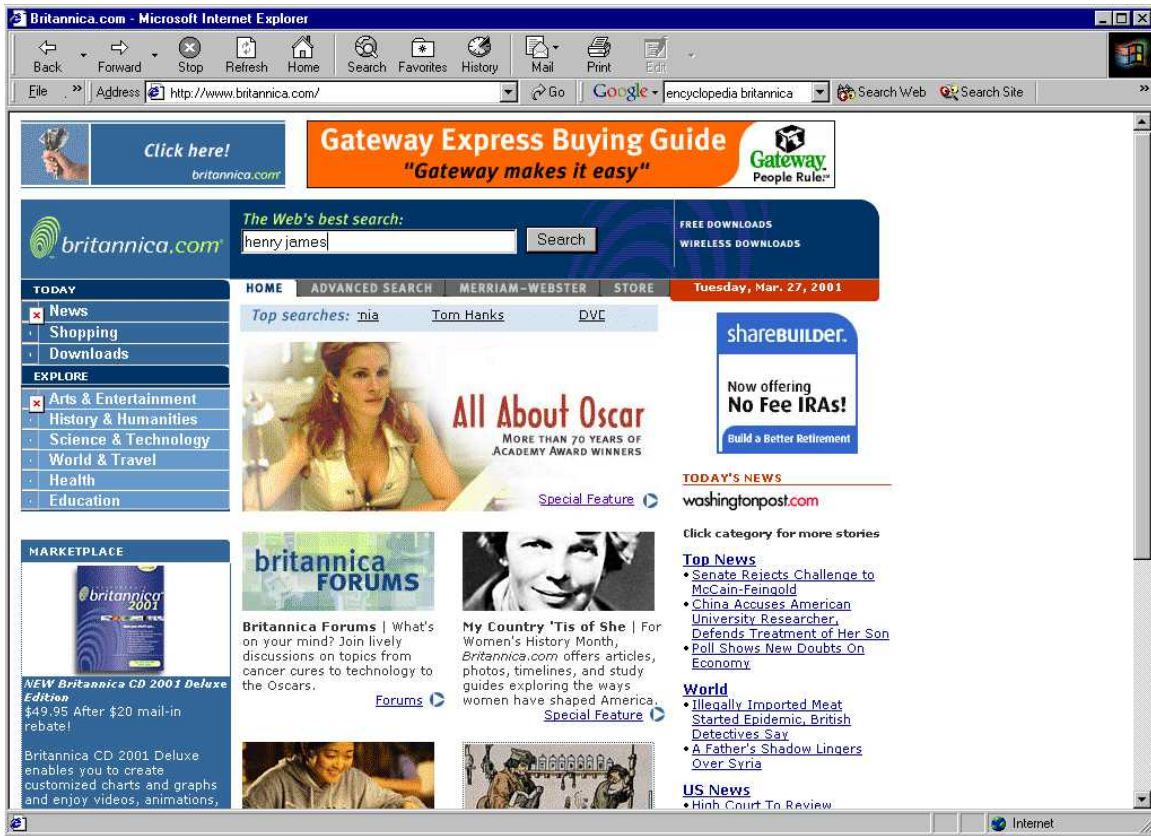 Britannica.com - Microsoft Internet Explorer
Back Forward Stop Refresh Home Search Favorites History Mail Print Edit
File » Address http://www.britannica.com/ Go Google encyclopedia britannica Search Web Search Site »
Click here!
britannica.com
Gateway Express Buying Guide
"Gateway makes it easy"
Gateway
People Rule.
britannica.com
The Web's best search:
henry james
Search
FREE DOWNLOADS
WIRELESS DOWNLOADS
HOME ADVANCED SEARCH MERRIAM-WEBSTER STORE Tuesday, Mar. 27, 2001
TODAY
News
Shopping
Downloads
EXPLORE
Arts & Entertainment
History & Humanities
Science & Technology
World & Travel
Health
Education
Top searches: nia Tom Hanks DVD
All About Oscar
MORE THAN 70 YEARS OF
ACADEMY AWARD WINNERS
Special Feature
shareBUILDER.
Now offering
No Fee IRAs!
Build a Better Retirement
MARKETPLACE
britannica
2001
NEW Britannica CD 2001 Deluxe
Edition
$49.95 After $20 mail-in
rebate!
Britannica CD 2001 Deluxe
enables you to create
customized charts and graphs
and enjoy videos, animations,
britannica
FORUMS
Britannica Forums | What's
on your mind? Join lively
discussions on topics from
cancer cures to technology to
the Oscars.
Forums
My Country 'Tis of She | For
Women's History Month,
Britannica.com offers articles,
photos, timelines, and study
guides exploring the ways
women have shaped America.
Special Feature
TODAY'S NEWS
washingtonpost.com
Click category for more stories
Top News
• Senate Rejects Challenge to
McCain-Feingold
• China Accuses American
University Researcher,
Defends Treatment of Her Son
• Poll Shows New Doubts On
Economy
World
• Illegally Imported Meat
Started Epidemic, British
Detectives Say
• A Father's Shadow Lingers
Over Syria
US News
• High Court To Review
Internet